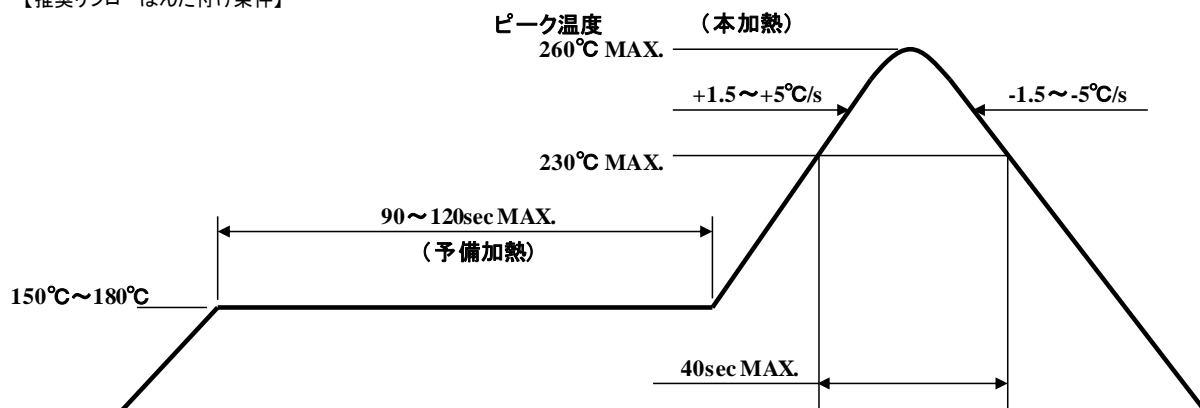 ピーク温度 （本加熱）
260℃ MAX.
+1.5～+5℃/s
-1.5～-5℃/s
230℃ MAX.
90～120sec MAX.
（予備加熱）
150℃～180℃
40sec MAX.